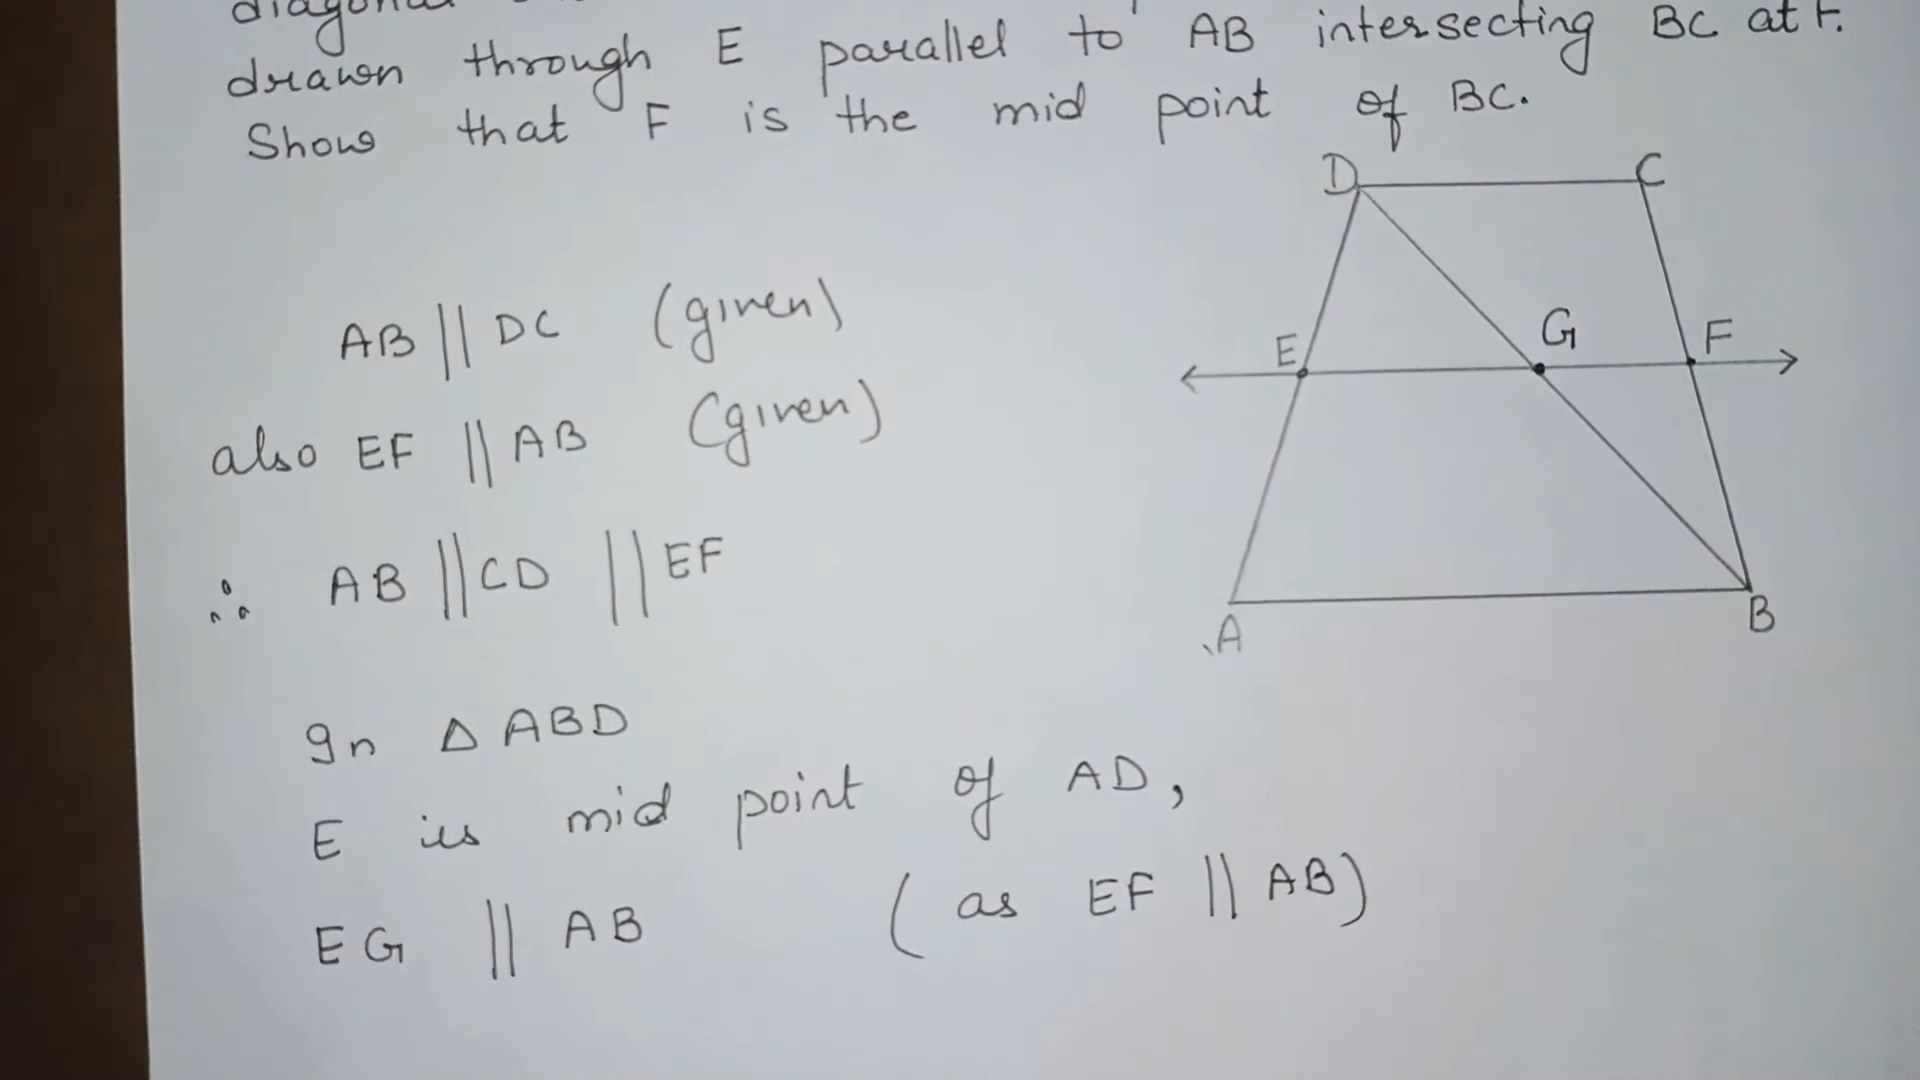 diagonal
drawn through E parallel to AB intersecting BC at F.
Show that F is the mid point of BC.
D C
AB || DC (given)
E G F
also EF || AB (given)
∴ AB || CD || EF
A B
In △ ABD
E is mid point of AD,
EG || AB (as EF || AB)